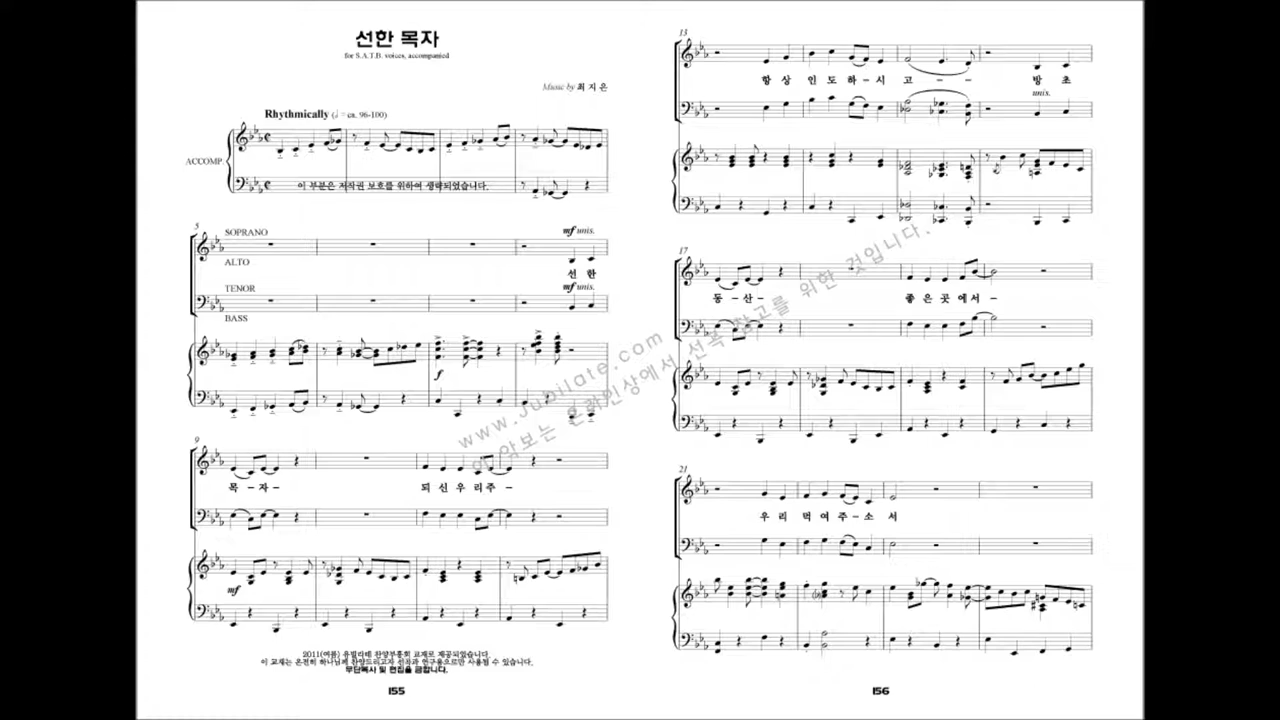 선한 목자
for S.A.T.B. voices, accompanied
Music by 최 지 은
Rhythmically (♩ = ca. 96-100)
ACCOMP.
이 부분은 저작권 보호를 위하여 생략되었습니다.
5
SOPRANO
mf unis.
ALTO
선 한
TENOR
mf unis.
BASS
f
9
목 - 자 -
되 신 우 리 주 -
mf
2011(여름) 유빌라테 찬양부흥회 교재로 제공되었습니다.
이 교재는 온전히 하나님께 찬양드리고자 선곡과 연구용으로만 사용될 수 있습니다.
무단복사 및 편집을 금합니다.
155
13
항 상 인 도 하 - 시 고 - - 방 초
unis.
17
동 - 산 - 좋 은 곳 에 서 -
21
우 리 먹 여 주 - 소 서
156
www.Jubilate.com
이 악보는 온라인상에서 선곡 참고를 위한 것입니다.